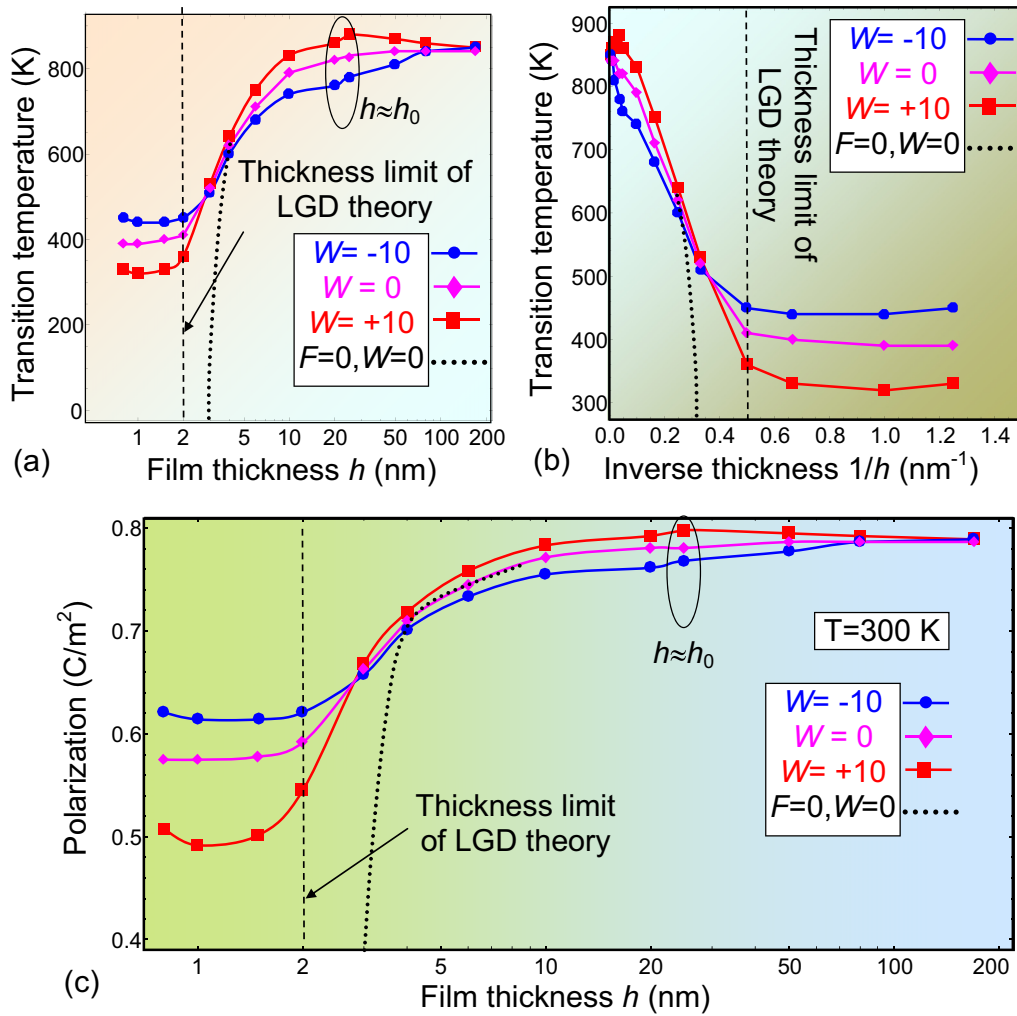 Transition temperature (K)
800
600
400
200
0
h≈h₀
Thickness limit of
LGD theory
W= -10
W = 0
W= +10
F=0,W=0
1
2
5
10
20
50
100
200
(a)
Film thickness h (nm)
Transition temperature (K)
900
800
700
600
500
400
300
Thickness limit of
LGD theory
W= -10
W = 0
W= +10
F=0,W=0
0.0
0.2
0.4
0.6
0.8
1.0
1.2
1.4
(b)
Inverse thickness 1/h (nm⁻¹)
Polarization (C/m²)
0.8
0.7
0.6
0.5
0.4
h≈h₀
T=300 K
W= -10
W = 0
W= +10
F=0,W=0
Thickness limit
of LGD theory
1
2
5
10
20
50
100
200
(c)
Film thickness h (nm)